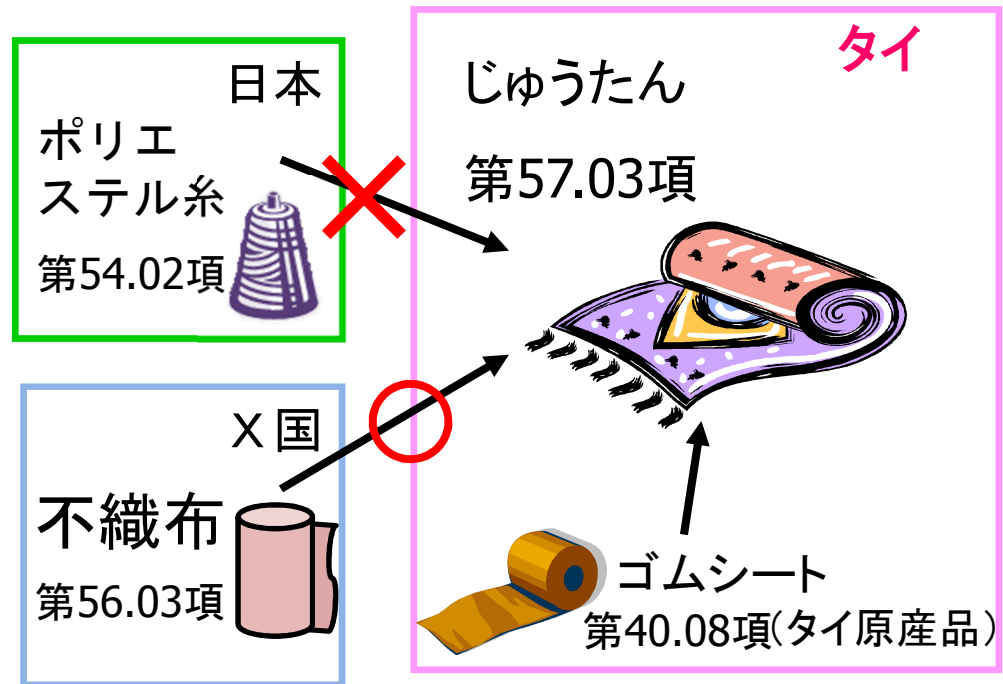 日本
ポリエ
ステル糸
第54.02項
X国
不織布
第56.03項
タイ
じゅうたん
第57.03項
ゴムシート
第40.08項(タイ原産品)